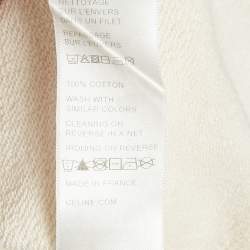 NETTOYAGE
SUR L'ENVERS
DANS UN FILET
REPASSAGE
SUR L'ENVERS
100% COTTON
WASH WITH
SIMILAR COLORS
CLEANING ON
REVERSE IN A NET
IRONING ON REVERSE
MADE IN FRANCE
CELINE.COM